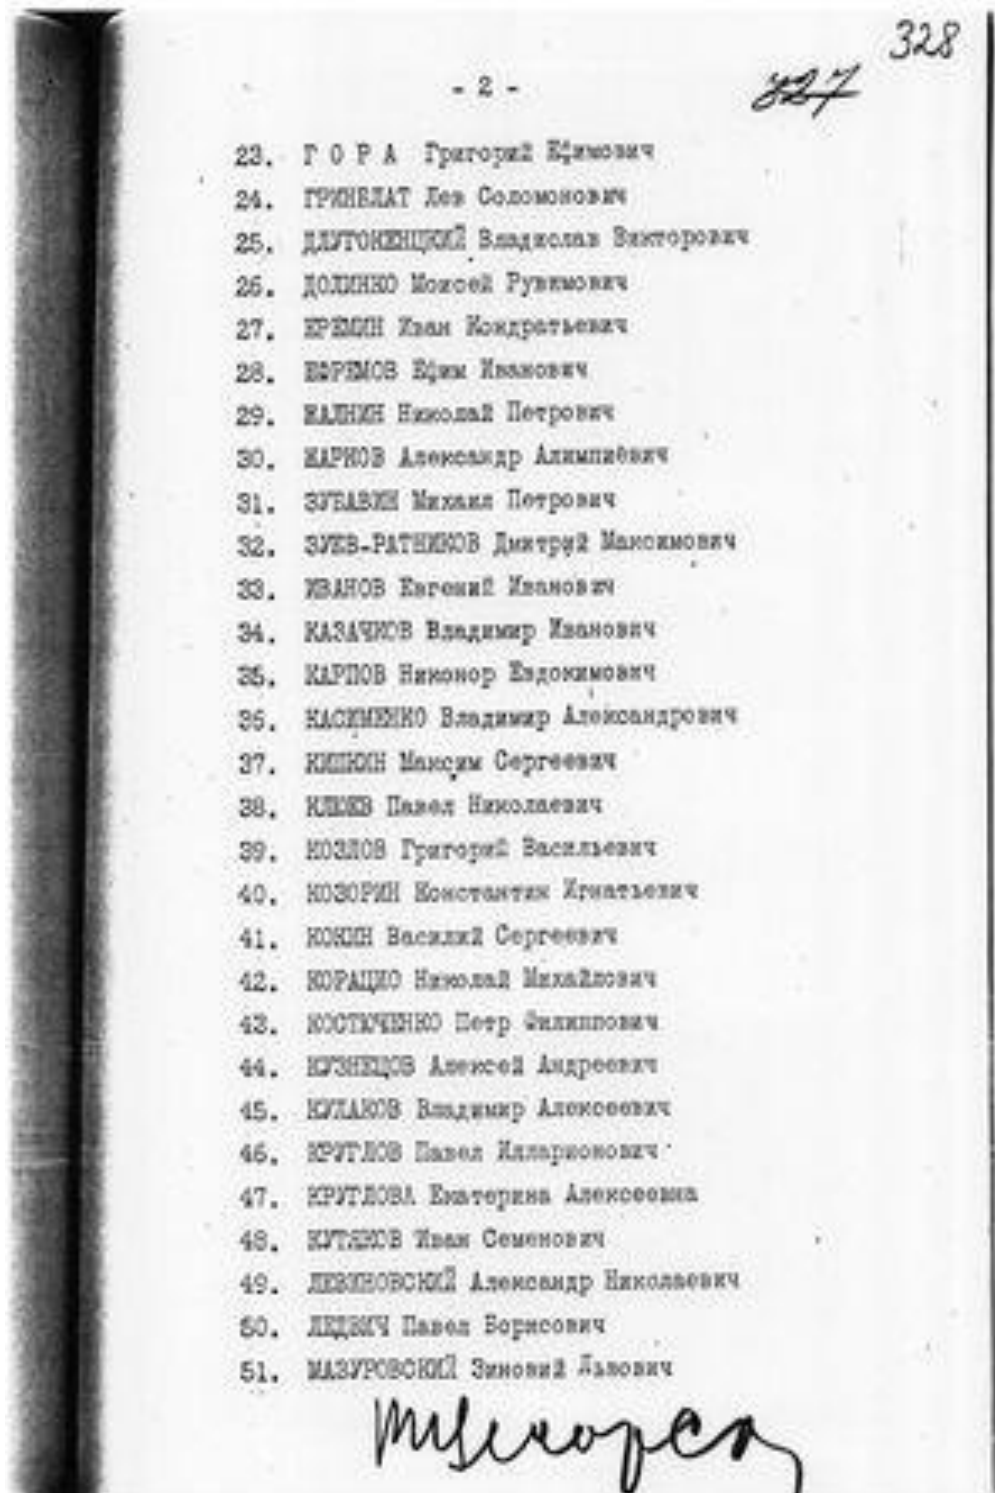 328
327
- 2 -
23. Г О Р А Григорий Ефимович
24. ГРИНБЛАТ Лев Соломонович
25. ДЛУГОКЕНЦКИЙ Владислав Викторович
26. ДОЛИНКО Моисей Рувимович
27. ЕРЕМИН Иван Кондратьевич
28. ЕФРЕМОВ Ефим Иванович
29. ЖАЛНИН Николай Петрович
30. ЖАРКОВ Александр Алимпиевич
31. ЗУБАВИН Михаил Петрович
32. ЗУЕВ-РАТНИКОВ Дмитрий Максимович
33. ИВАНОВ Евгений Иванович
34. КАЗАЧКОВ Владимир Иванович
35. КАРПОВ Никонор Евдокимович
36. КАСИМЕНКО Владимир Александрович
37. КИПКИН Максим Сергеевич
38. КЛЮЕВ Павел Николаевич
39. КОЗЛОВ Григорий Васильевич
40. КОЗОРИН Константин Игнатьевич
41. КОКИН Василий Сергеевич
42. КОРАЦИО Николай Михайлович
43. КОСТЮЧЕНКО Петр Филиппович
44. КУЗНЕЦОВ Алексей Андреевич
45. КУЛАКОВ Владимир Алексеевич
46. КРУГЛОВ Павел Илларионович
47. КРУГЛОВА Екатерина Алексеевна
48. КУТЯКОВ Иван Семенович
49. ЛЕВИНОВСКИЙ Александр Николаевич
50. ЛЕДВИЧ Павел Борисович
51. МАЗУРОВСКИЙ Зиновий Львович